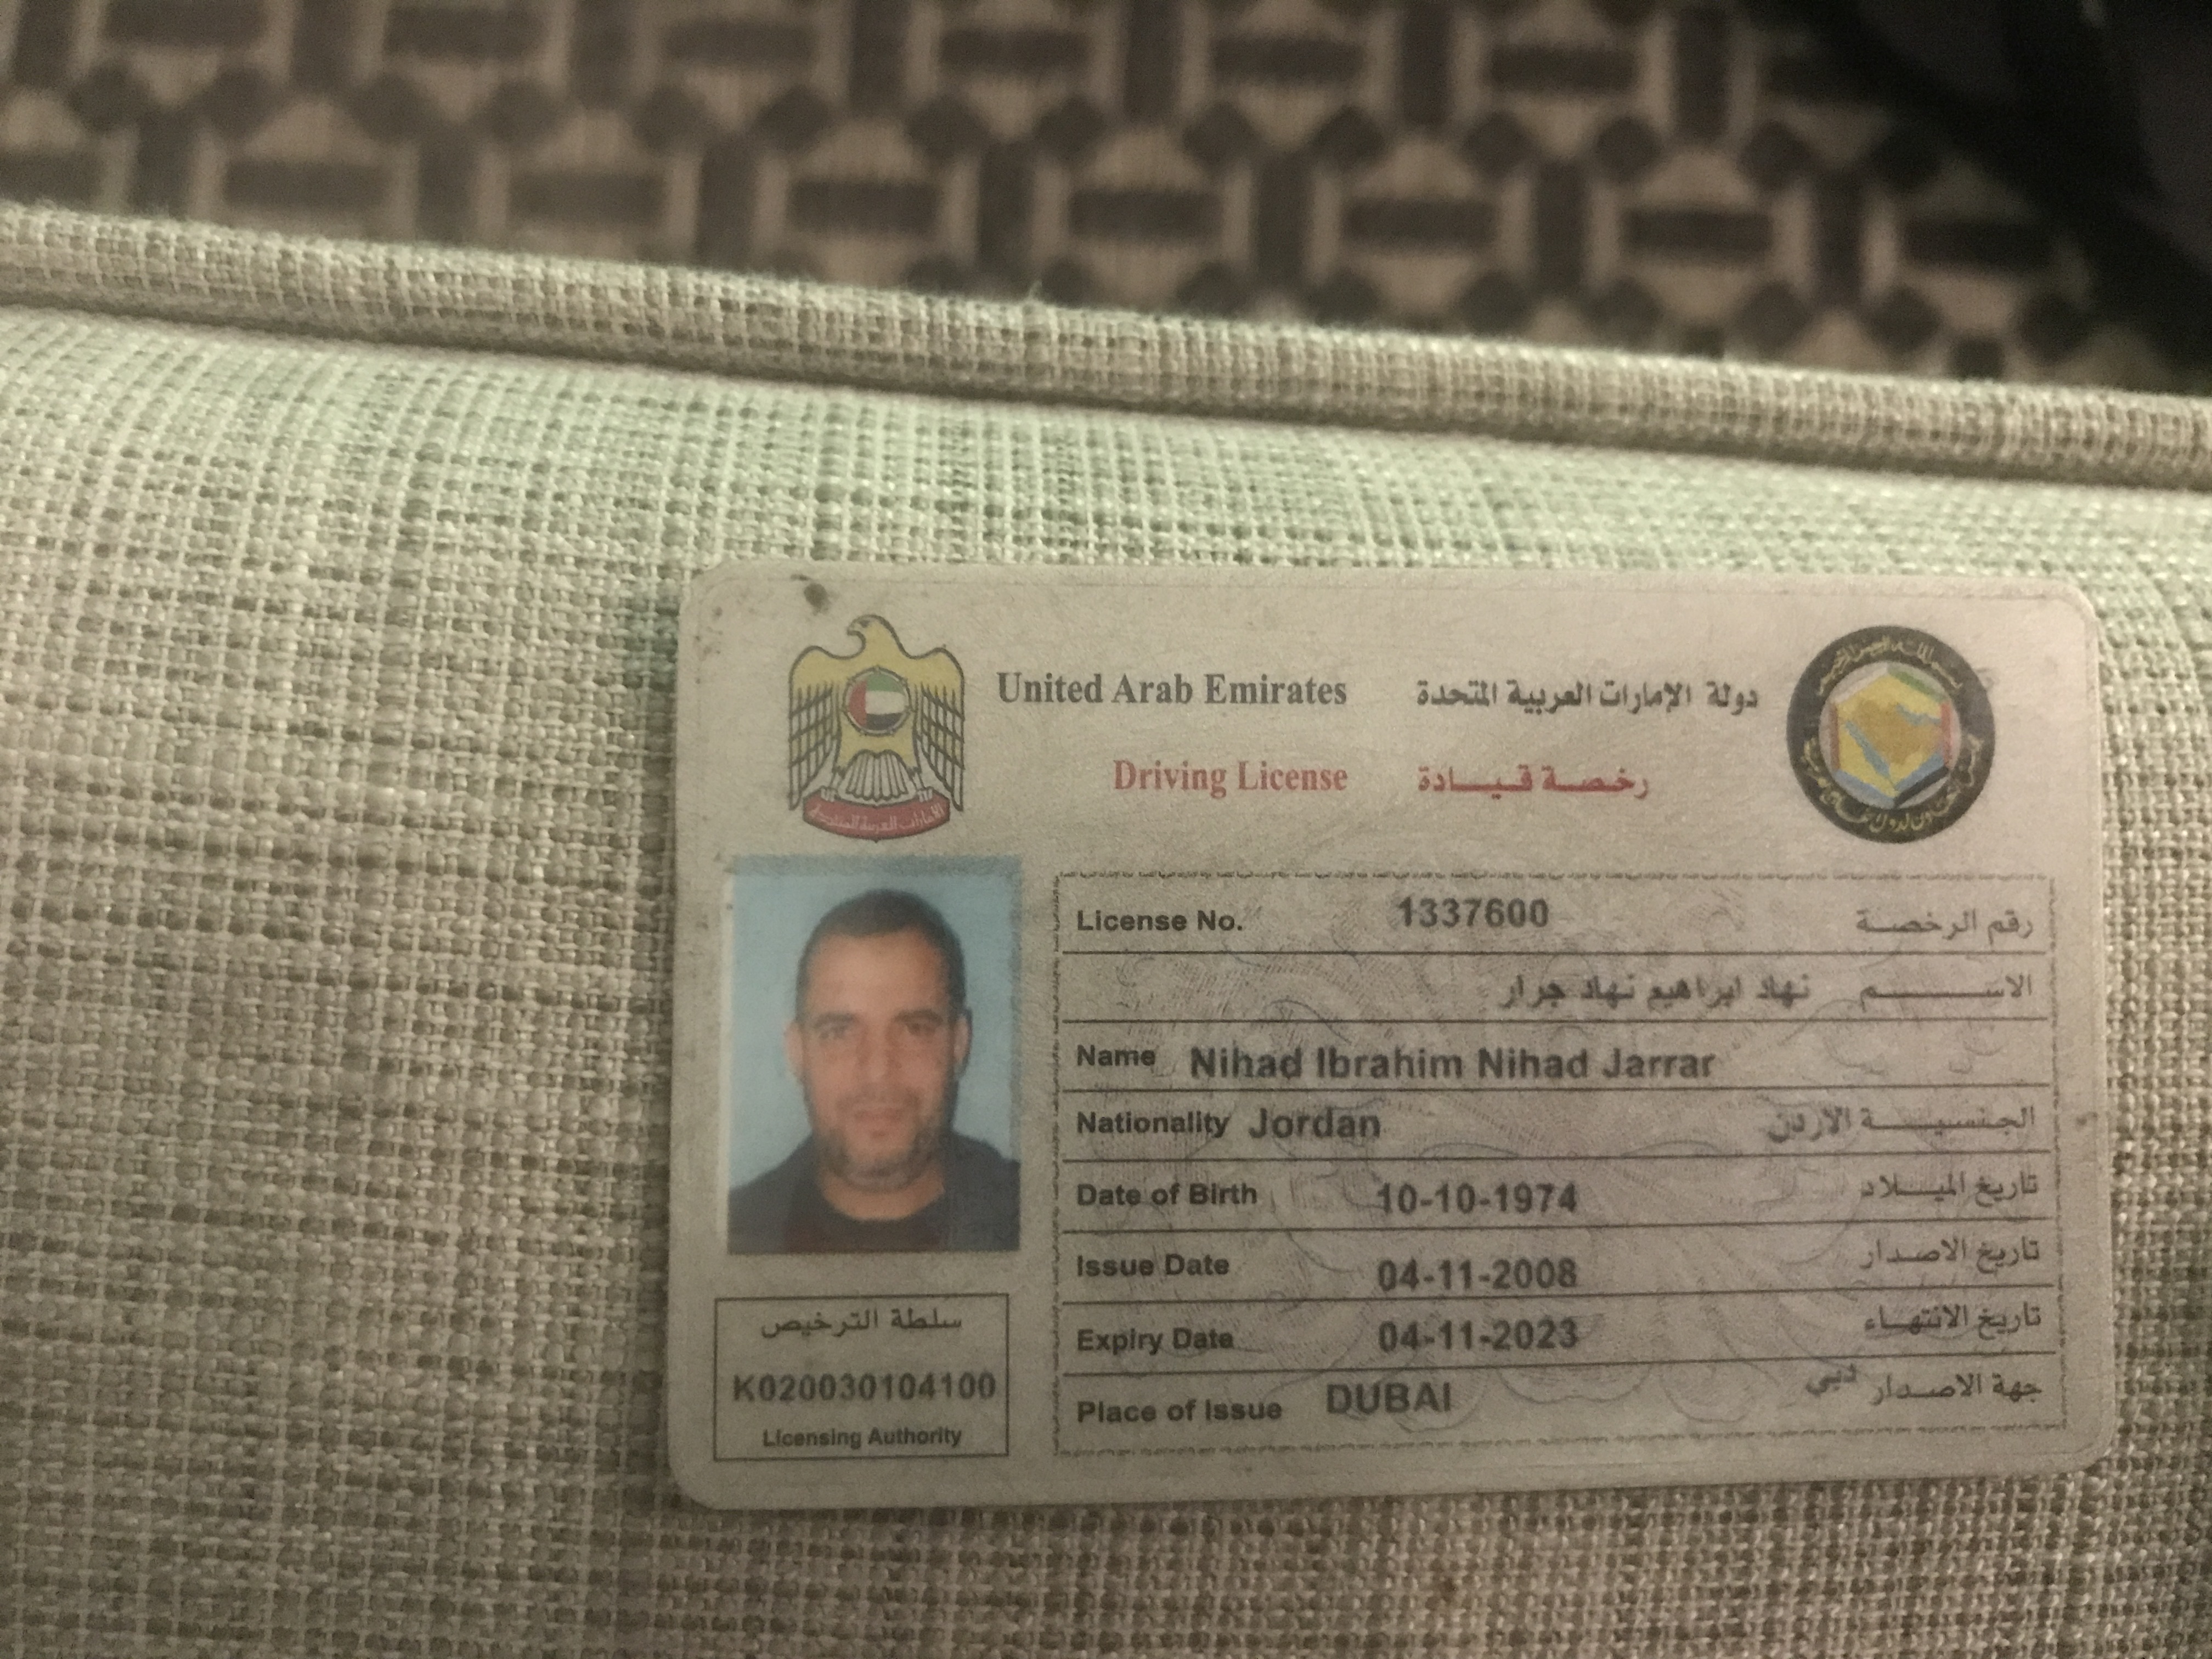 United Arab Emirates دولة الإمارات العربية المتحدة
Driving License رخصة قيادة
License No. 1337600 رقم الرخصة
نهاد ابراهيم نهاد جرار الاسم
Name Nihad Ibrahim Nihad Jarrar
Nationality Jordan الأردن الجنسية
Date of Birth 10-10-1974 تاريخ الميلاد
Issue Date 04-11-2008 تاريخ الاصدار
Expiry Date 04-11-2023 تاريخ الانتهاء
Place of Issue DUBAI دبي جهة الاصدار
سلطة الترخيص
K020030104100
Licensing Authority